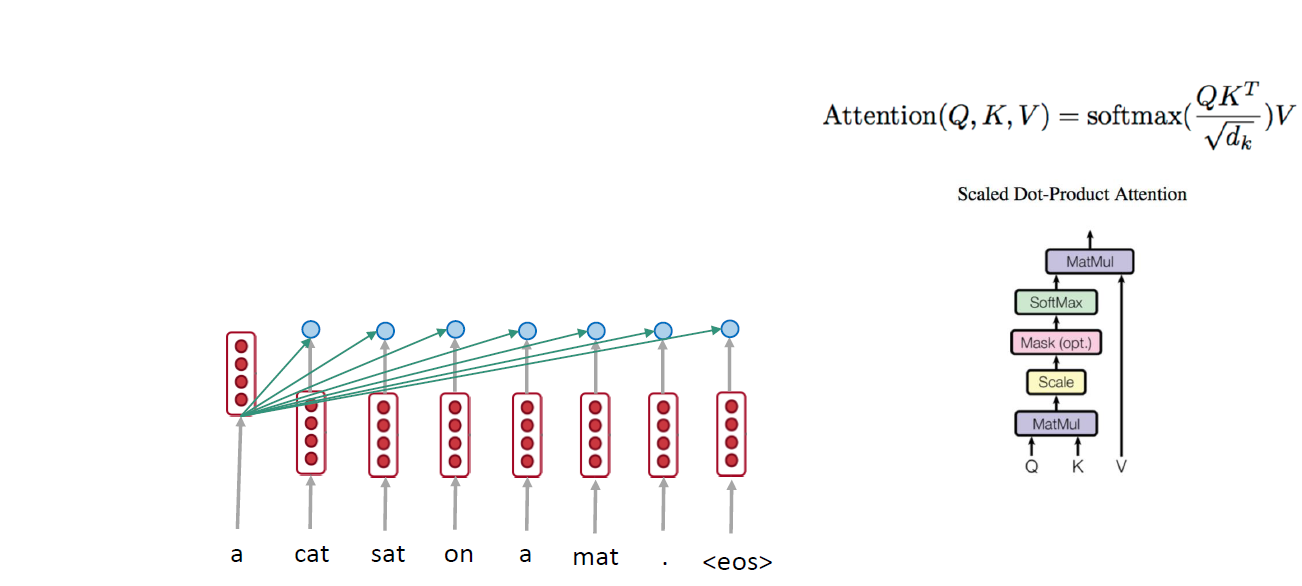 Attention(Q, K, V) = softmax(QK^T / √d_k)V
Scaled Dot-Product Attention
MatMul
SoftMax
Mask (opt.)
Scale
MatMul
Q K V
a cat sat on a mat . <eos>